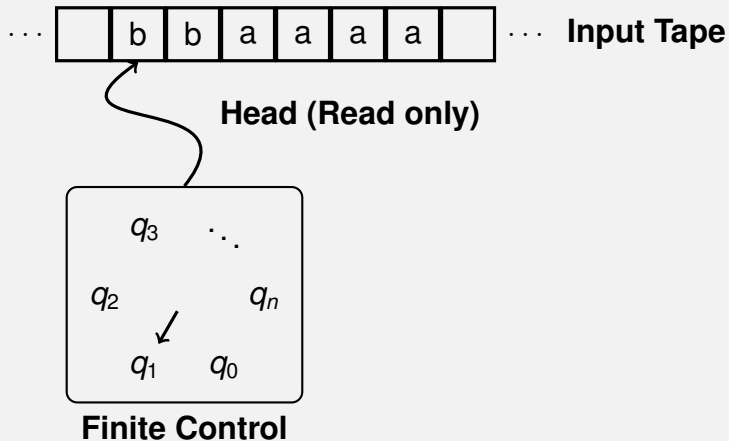 ··· b b a a a a ··· Input Tape
Head (Read only)
q3 ⋱
q2 qn
q1 q0
Finite Control